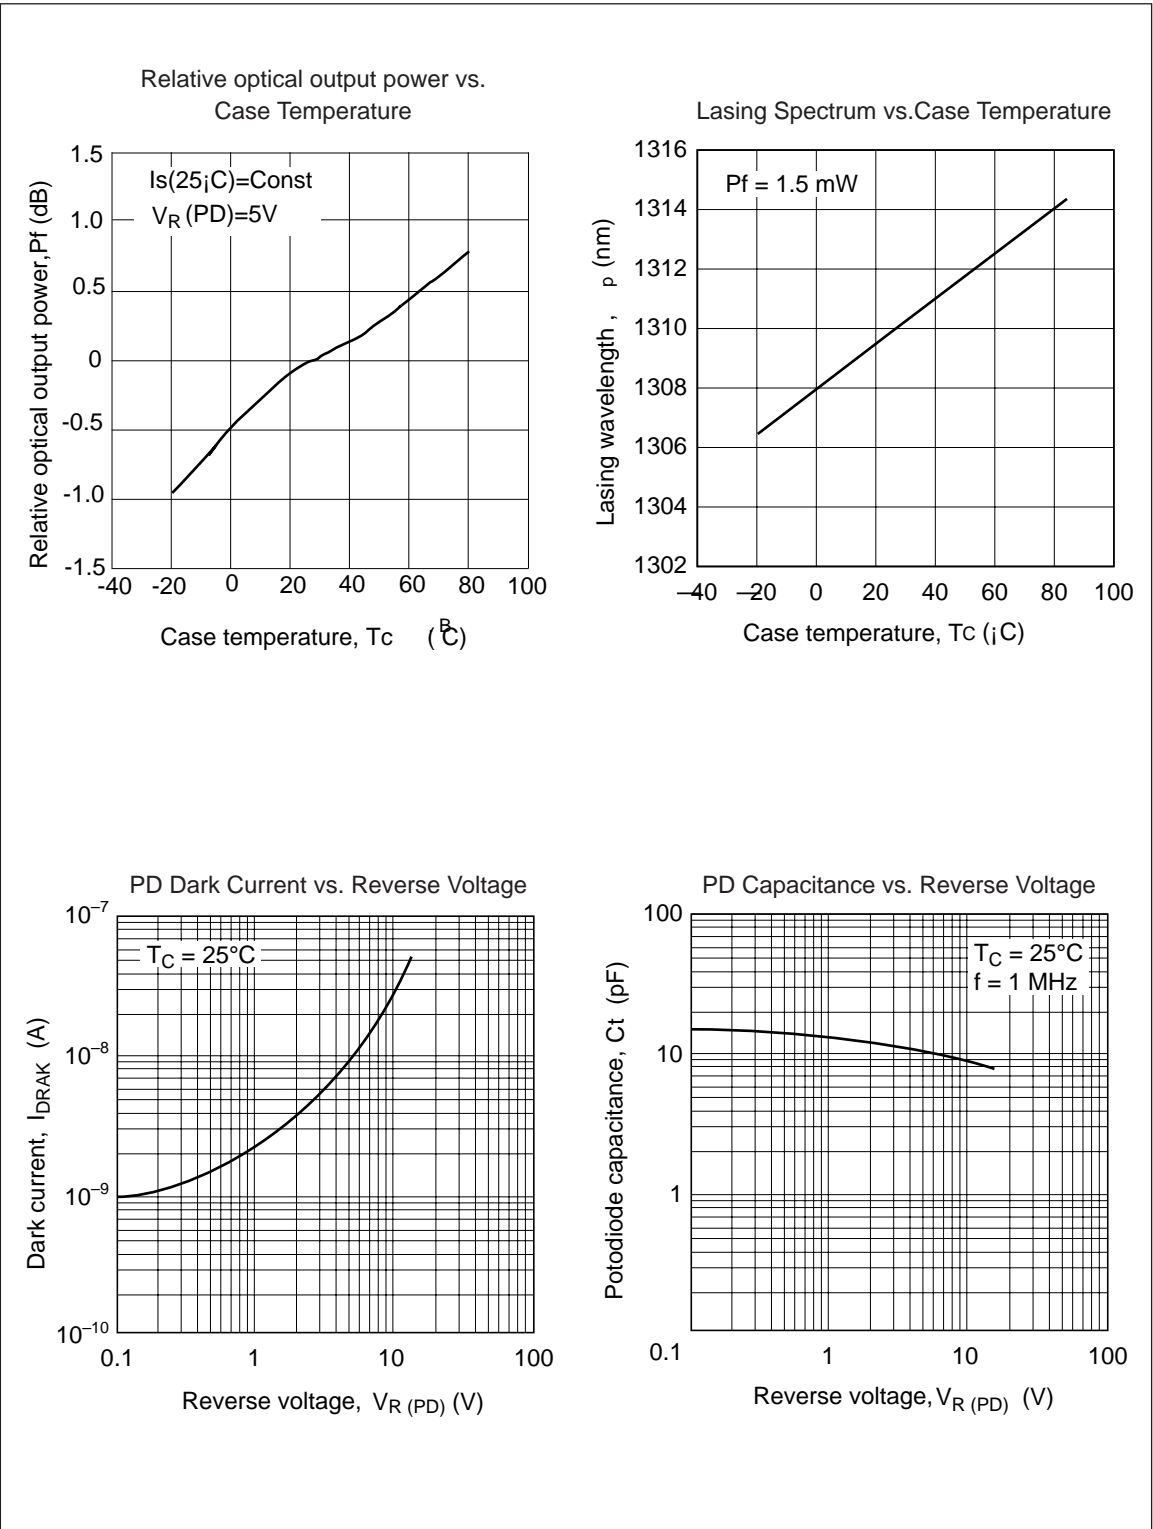 Relative optical output power vs.
Case Temperature
Relative optical output power,Pf (dB)
1.5
1.0
0.5
0
-0.5
-1.0
-1.5
Is(25¡C)=Const
VR (PD)=5V
-40 -20 0 20 40 60 80 100
Case temperature, Tc (BC)
Lasing Spectrum vs.Case Temperature
Lasing wavelength , p (nm)
1316
1314
1312
1310
1308
1306
1304
1302
Pf = 1.5 mW
—40 —20 0 20 40 60 80 100
Case temperature, TC (¡C)
PD Dark Current vs. Reverse Voltage
Dark current, IDRAK (A)
10–7
10–8
10–9
10–10
TC = 25°C
0.1 1 10 100
Reverse voltage, VR (PD) (V)
PD Capacitance vs. Reverse Voltage
Potodiode capacitance, Ct (pF)
100
10
1
TC = 25°C
f = 1 MHz
0.1 1 10 100
Reverse voltage, VR (PD) (V)